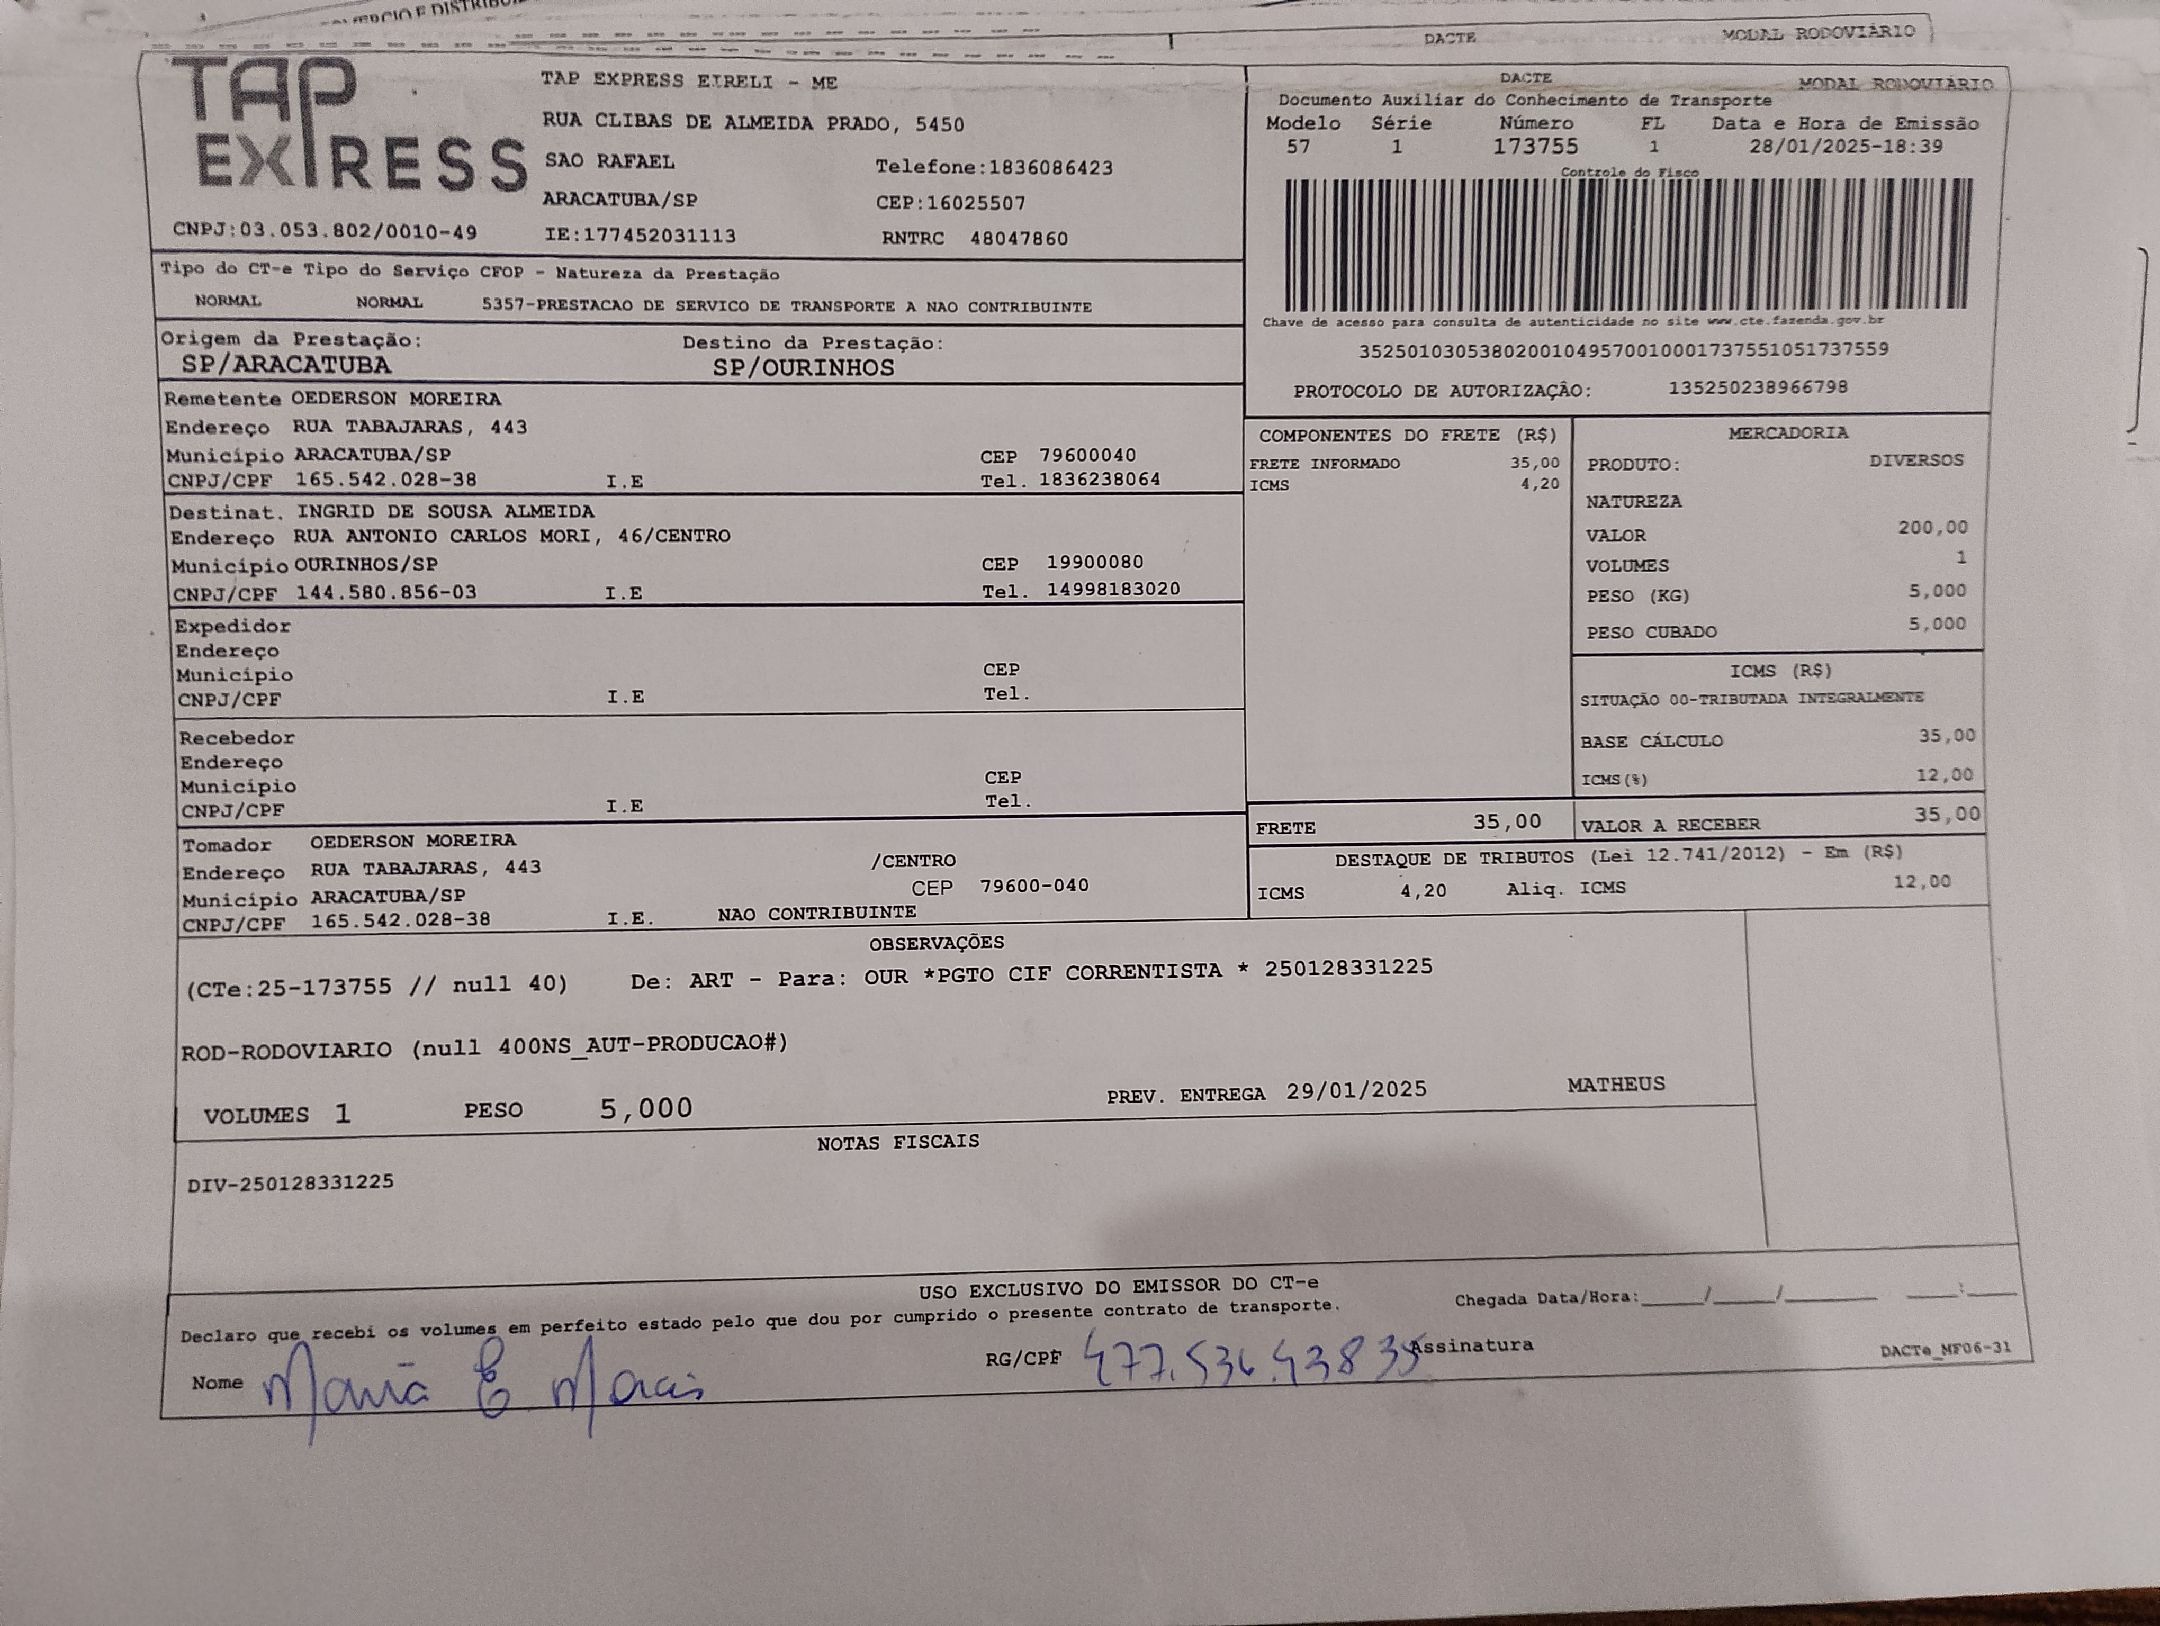 DACTE MODAL RODOVIÁRIO
TAP
EXPRESS
TAP EXPRESS EIRELI - ME
RUA CLIBAS DE ALMEIDA PRADO, 5450
SAO RAFAEL Telefone:1836086423
ARACATUBA/SP CEP:16025507
CNPJ:03.053.802/0010-49 IE:177452031113 RNTRC 48047860
DACTE MODAL RODOVIÁRIO
Documento Auxiliar do Conhecimento de Transporte
Modelo Série Número FL Data e Hora de Emissão
57 1 173755 1 28/01/2025-18:39
Controle do Fisco
Chave de acesso para consulta de autenticidade no site www.cte.fazenda.gov.br
35250103053802001049570010001737551051737559
PROTOCOLO DE AUTORIZAÇÃO: 135250238966798
Tipo do CT-e Tipo do Serviço CFOP - Natureza da Prestação
NORMAL NORMAL 5357-PRESTACAO DE SERVICO DE TRANSPORTE A NAO CONTRIBUINTE
Origem da Prestação: Destino da Prestação:
SP/ARACATUBA SP/OURINHOS
Remetente OEDERSON MOREIRA
Endereço RUA TABAJARAS, 443
Município ARACATUBA/SP CEP 79600040
CNPJ/CPF 165.542.028-38 I.E Tel. 1836238064
Destinat. INGRID DE SOUSA ALMEIDA
Endereço RUA ANTONIO CARLOS MORI, 46/CENTRO
Município OURINHOS/SP CEP 19900080
CNPJ/CPF 144.580.856-03 I.E Tel. 14998183020
Expedidor
Endereço
Município CEP
CNPJ/CPF I.E Tel.
Recebedor
Endereço
Município CEP
CNPJ/CPF I.E Tel.
Tomador OEDERSON MOREIRA
Endereço RUA TABAJARAS, 443 /CENTRO
Município ARACATUBA/SP CEP 79600-040
CNPJ/CPF 165.542.028-38 I.E. NAO CONTRIBUINTE
COMPONENTES DO FRETE (R$)
FRETE INFORMADO 35,00
ICMS 4,20
MERCADORIA
PRODUTO: DIVERSOS
NATUREZA
VALOR 200,00
VOLUMES 1
PESO (KG) 5,000
PESO CUBADO 5,000
ICMS (R$)
SITUAÇÃO 00-TRIBUTADA INTEGRALMENTE
BASE CÁLCULO 35,00
ICMS(%) 12,00
FRETE 35,00 VALOR A RECEBER 35,00
DESTAQUE DE TRIBUTOS (Lei 12.741/2012) - Em (R$)
ICMS 4,20 Aliq. ICMS 12,00
OBSERVAÇÕES
(CTe:25-173755 // null 40) De: ART - Para: OUR *PGTO CIF CORRENTISTA * 250128331225
ROD-RODOVIARIO (null 400NS_AUT-PRODUCAO#)
VOLUMES 1 PESO 5,000 PREV. ENTREGA 29/01/2025 MATHEUS
NOTAS FISCAIS
DIV-250128331225
USO EXCLUSIVO DO EMISSOR DO CT-e
Declaro que recebi os volumes em perfeito estado pelo que dou por cumprido o presente contrato de transporte. Chegada Data/Hora:_____/_____/_______ ____:____
Nome Maria E RG/CPF Assinatura DACTe_MF06-31